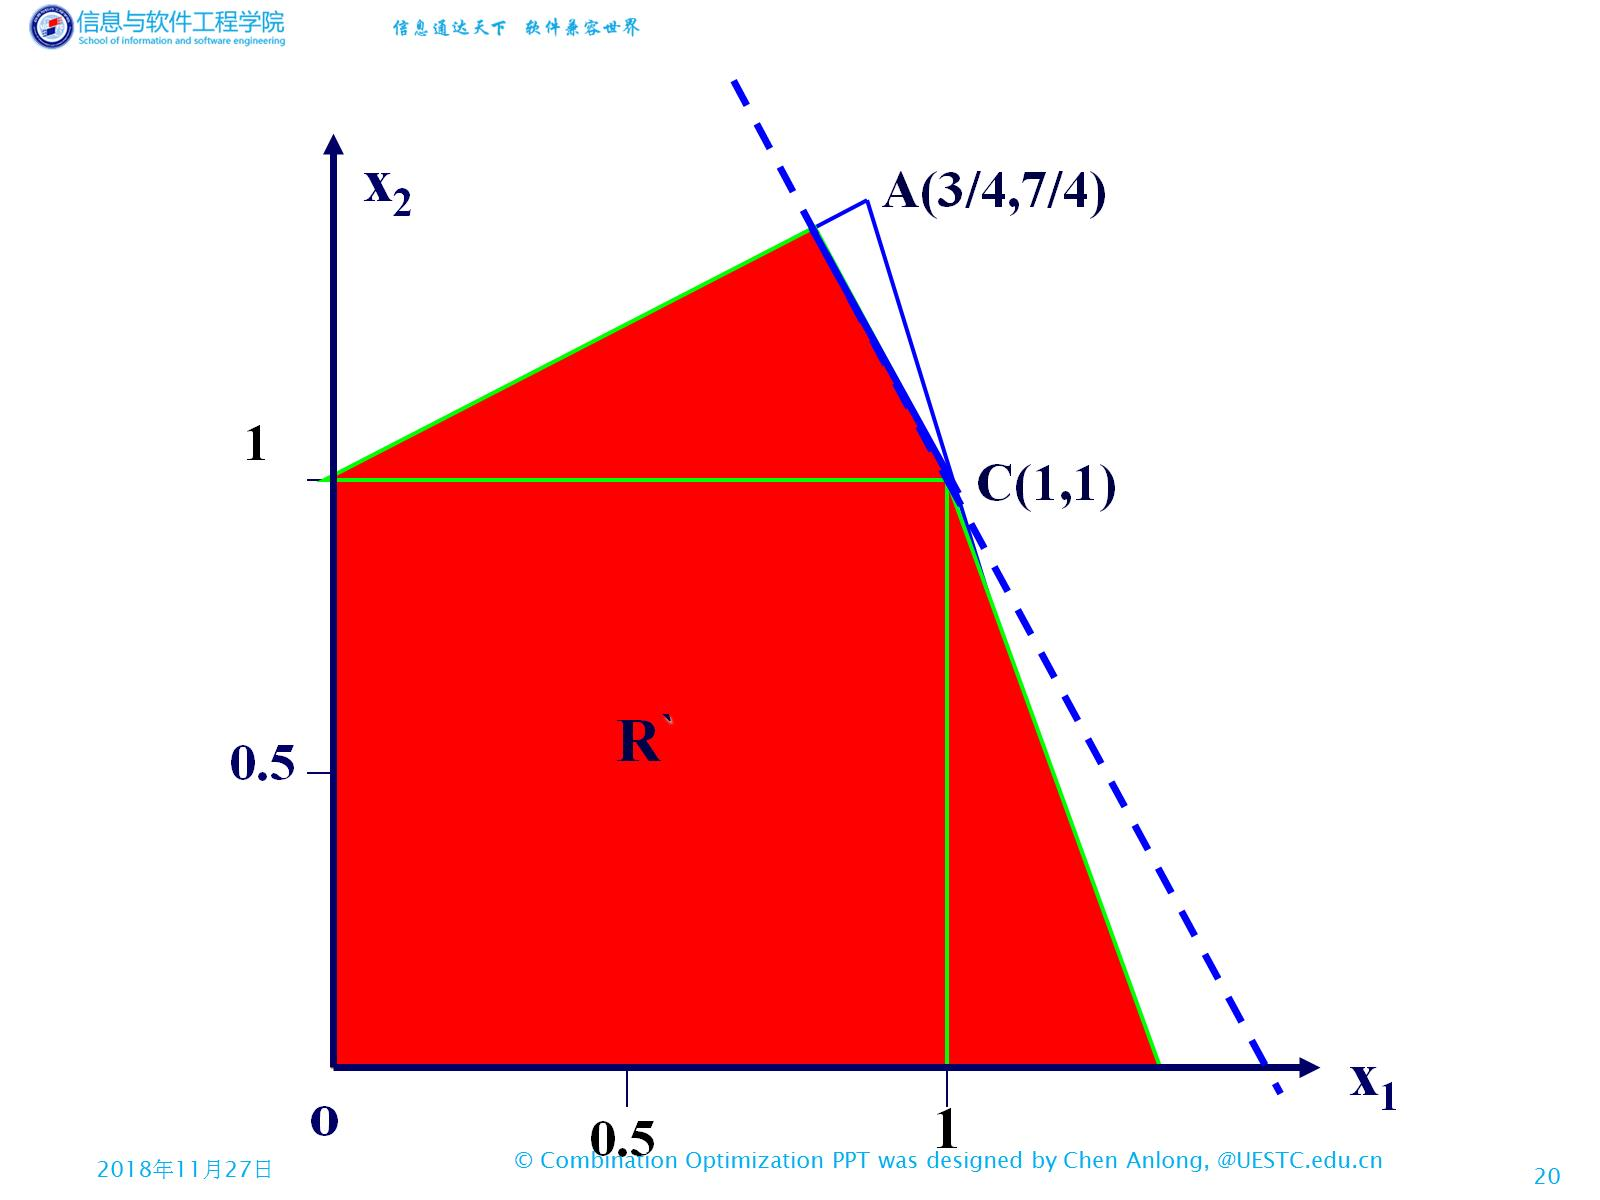 信息与软件工程学院
School of information and software engineering
信息通达天下 软件兼容世界
x2
A(3/4,7/4)
1
C(1,1)
R`
0.5
x1
o
0.5
1
2018年11月27日
© Combination Optimization PPT was designed by Chen Anlong, @UESTC.edu.cn
20